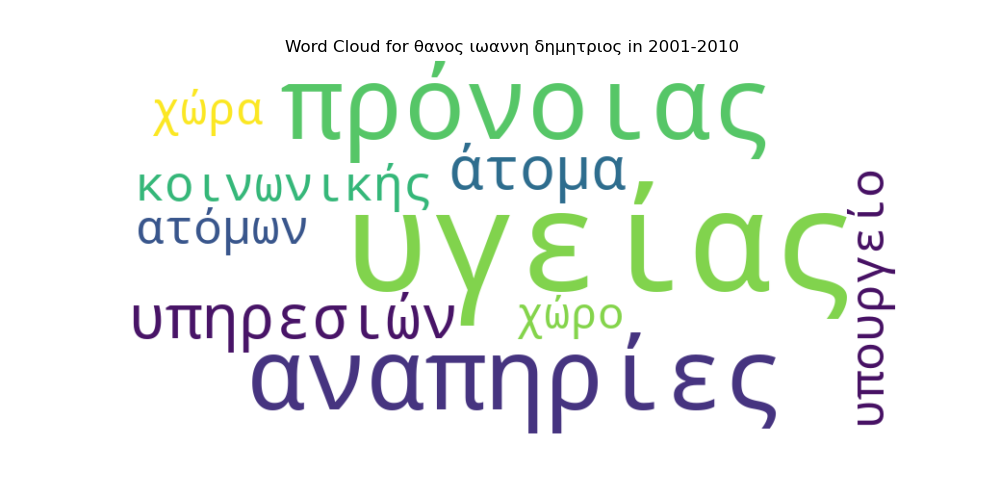 Word Cloud for θανος ιωαννη δημητριος in 2001-2010
χώρα
πρόνοιας
κοινωνικής
άτομα
ατόμων
υγείας
υπουργείο
υπηρεσιών
χώρο
αναπηρίες